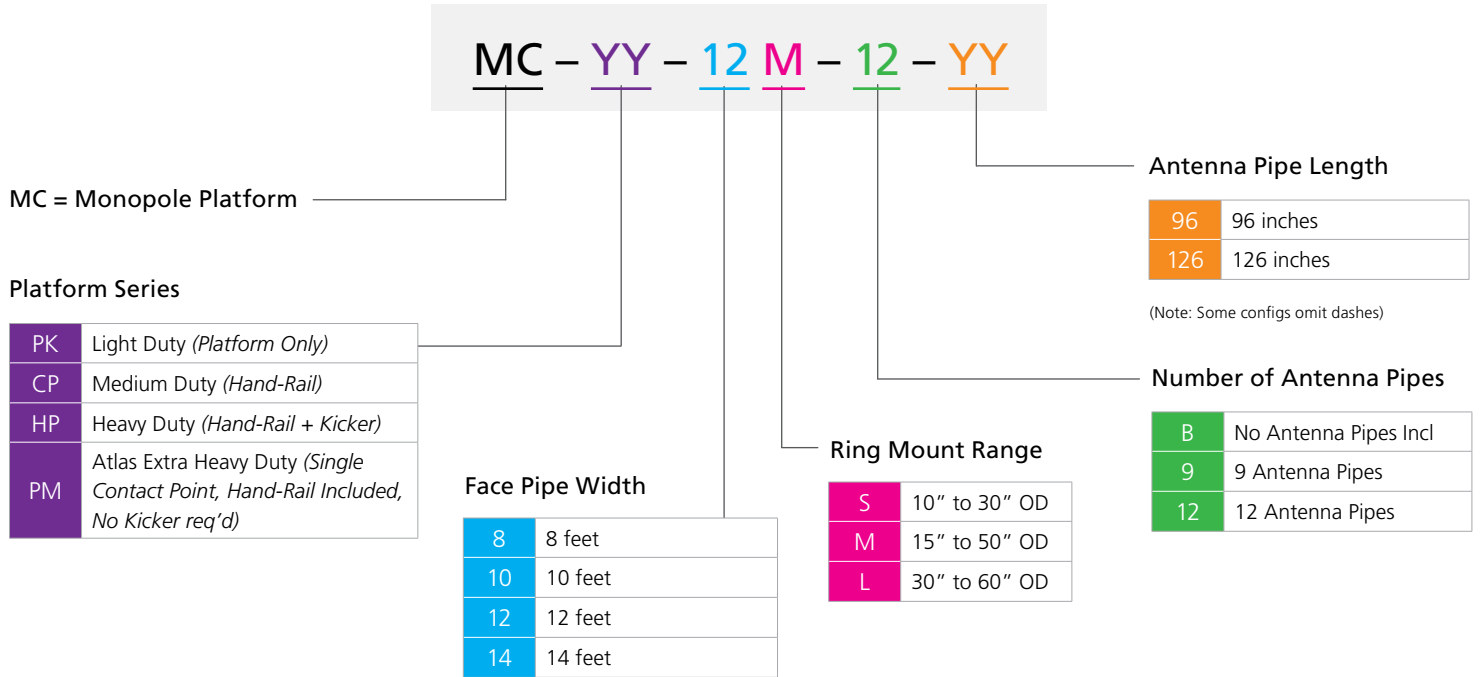 MC – YY – 12 M – 12 – YY
MC = Monopole Platform
Platform Series
PK Light Duty (Platform Only)
CP Medium Duty (Hand-Rail)
HP Heavy Duty (Hand-Rail + Kicker)
PM Atlas Extra Heavy Duty (Single
Contact Point, Hand-Rail Included,
No Kicker req’d)
Face Pipe Width
8 8 feet
10 10 feet
12 12 feet
14 14 feet
Ring Mount Range
S 10” to 30” OD
M 15” to 50” OD
L 30” to 60” OD
Antenna Pipe Length
96 96 inches
126 126 inches
(Note: Some configs omit dashes)
Number of Antenna Pipes
B No Antenna Pipes Incl
9 9 Antenna Pipes
12 12 Antenna Pipes